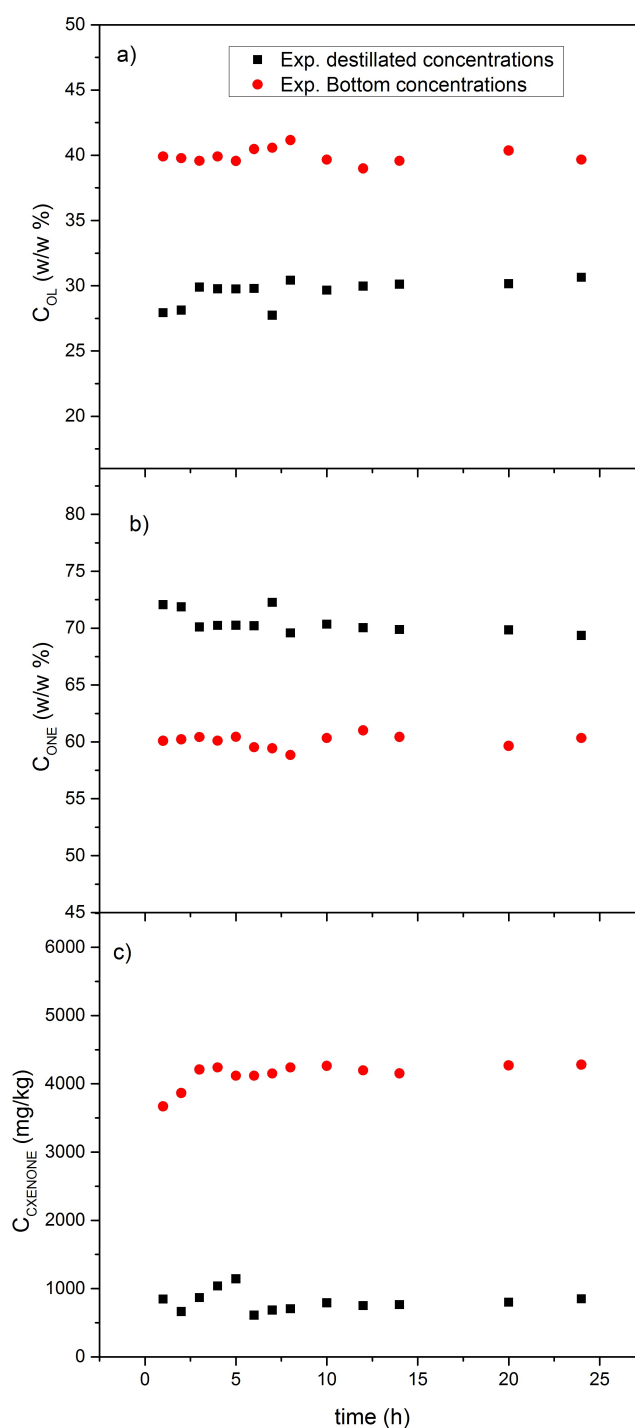 50
a)
Exp. destillated concentrations
Exp. Bottom concentrations
45
40
35
30
25
20
C_OL (w/w %)
b)
80
75
70
65
60
55
50
45
C_ONE (w/w %)
c)
6000
5000
4000
3000
2000
1000
0
C_CXENONE (mg/kg)
0 5 10 15 20 25
time (h)